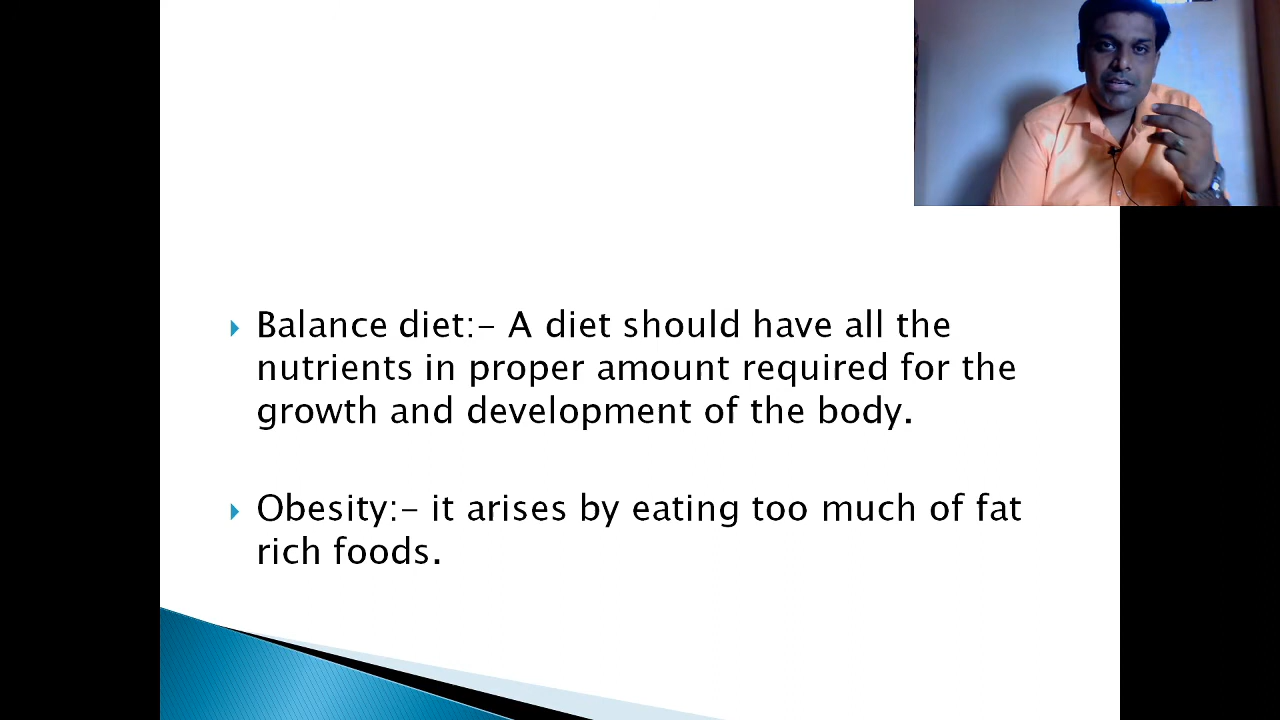 Balance diet:- A diet should have all the
nutrients in proper amount required for the
growth and development of the body.
Obesity:- it arises by eating too much of fat
rich foods.